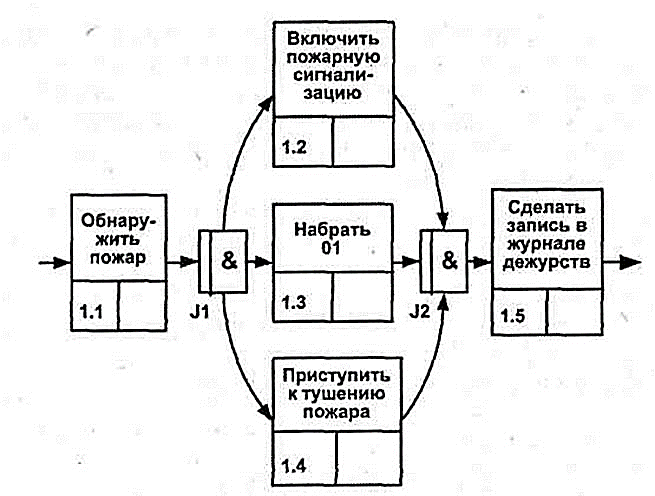 Обнару-
жить
пожар
1.1
&
J1
Включить
пожарную
сигнали-
зацию
1.2
Набрать
01
1.3
Приступить
к тушению
пожара
1.4
&
J2
Сделать
запись в
журнале
дежурств
1.5